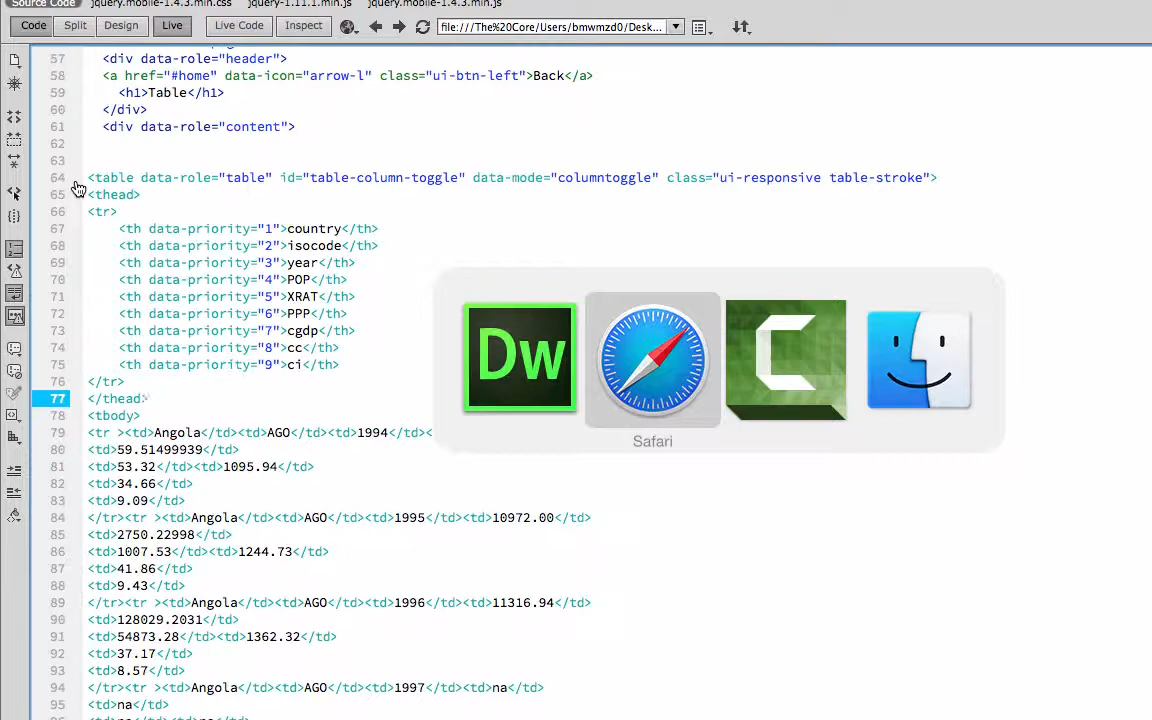 Source Code jquery.mobile-1.4.3.min.css jquery-1.11.1.min.js jquery.mobile-1.4.3.min.js
Code Split Design Live Live Code Inspect file:///The%20Core/Users/bmwmzd0/Desk...
57 <div data-role="header">
58 <a href="#home" data-icon="arrow-l" class="ui-btn-left">Back</a>
59 <h1>Table</h1>
60 </div>
61 <div data-role="content">
62
63
64 <table data-role="table" id="table-column-toggle" data-mode="columntoggle" class="ui-responsive table-stroke">
65 <thead>
66 <tr>
67 <th data-priority="1">country</th>
68 <th data-priority="2">isocode</th>
69 <th data-priority="3">year</th>
70 <th data-priority="4">POP</th>
71 <th data-priority="5">XRAT</th>
72 <th data-priority="6">PPP</th>
73 <th data-priority="7">cgdp</th>
74 <th data-priority="8">cc</th>
75 <th data-priority="9">ci</th>
76 </tr>
77 </thead>
78 <tbody>
79 <tr ><td>Angola</td><td>AGO</td><td>1994</td><
80 <td>59.51499939</td>
81 <td>53.32</td><td>1095.94</td>
82 <td>34.66</td>
83 <td>9.09</td>
84 </tr><tr ><td>Angola</td><td>AGO</td><td>1995</td><td>10972.00</td>
85 <td>2750.22998</td>
86 <td>1007.53</td><td>1244.73</td>
87 <td>41.86</td>
88 <td>9.43</td>
89 </tr><tr ><td>Angola</td><td>AGO</td><td>1996</td><td>11316.94</td>
90 <td>128029.2031</td>
91 <td>54873.28</td><td>1362.32</td>
92 <td>37.17</td>
93 <td>8.57</td>
94 </tr><tr ><td>Angola</td><td>AGO</td><td>1997</td><td>na</td>
95 <td>na</td>
Dw
C
Safari